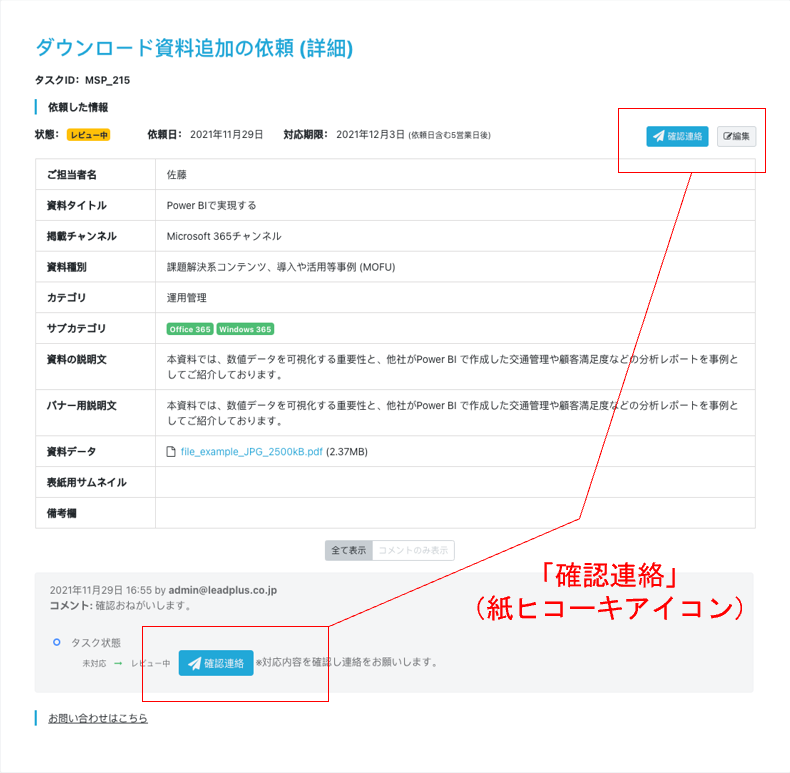 ダウンロード資料追加の依頼 (詳細)
タスクID: MSP_215
依頼した情報
状態: レビュー中 依頼日: 2021年11月29日 対応期限: 2021年12月3日 (依頼日含む5営業日後) 確認連絡 編集
ご担当者名 佐藤
資料タイトル Power BIで実現する
掲載チャンネル Microsoft 365チャンネル
資料種別 課題解決系コンテンツ、導入や活用等事例 (MOFU)
カテゴリ 運用管理
サブカテゴリ Office 365 Windows 365
資料の説明文 本資料では、数値データを可視化する重要性と、他社がPower BI で作成した交通管理や顧客満足度などの分析レポートを事例と
してご紹介しております。
バナー用説明文 本資料では、数値データを可視化する重要性と、他社がPower BI で作成した交通管理や顧客満足度などの分析レポートを事例と
してご紹介しております。
資料データ file_example_JPG_2500kB.pdf (2.37MB)
表紙用サムネイル
備考欄
全て表示 コメントのみ表示
「確認連絡」
（紙ヒコーキアイコン）
2021年11月29日 16:55 by admin@leadplus.co.jp
コメント: 確認おねがいします。
タスク状態
未対応 → レビュー中 確認連絡 ※対応内容を確認し連絡をお願いします。
お問い合わせはこちら